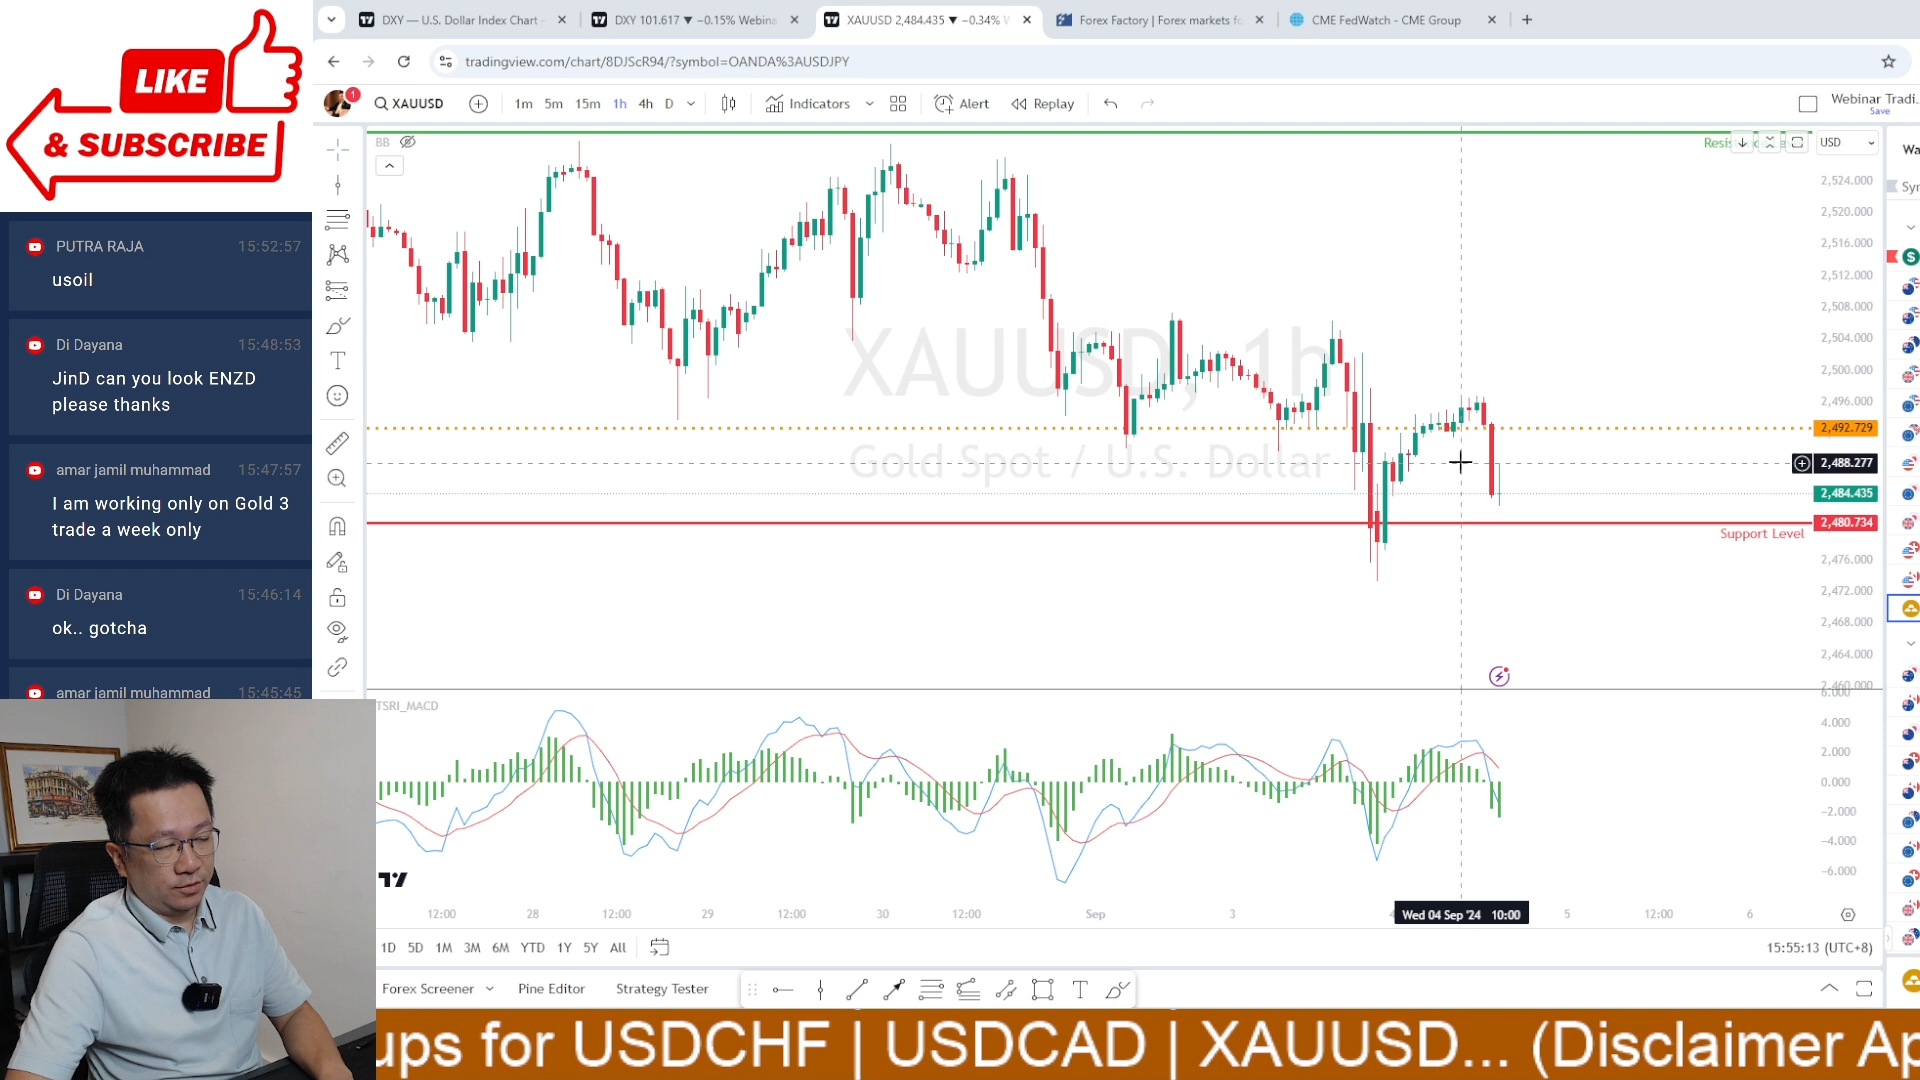 LIKE
& SUBSCRIBE
PUTRA RAJA 15:52:57
usoil
Di Dayana 15:48:53
JinD can you look ENZD
please thanks
amar jamil muhammad 15:47:57
I am working only on Gold 3
trade a week only
Di Dayana 15:46:14
ok.. gotcha
amar jamil muhammad 15:45:45
DXY — U.S. Dollar Index Chart
DXY 101.617 ▼ −0.15% Webina
XAUUSD 2,484.435 ▼ −0.34% W
Forex Factory | Forex markets fo
CME FedWatch - CME Group
tradingview.com/chart/8DJScR94/?symbol=OANDA%3AUSDJPY
1
XAUUSD
1m 5m 15m 1h 4h D
Indicators
Alert
Replay
Webinar Tradi...
Save
BB
USD
Wa
Syr
XAUUSD, 1h
Gold Spot / U.S. Dollar
2,524.000
2,520.000
2,516.000
2,512.000
2,508.000
2,504.000
2,500.000
2,496.000
2,492.729
2,488.277
2,484.435
2,480.734
Support Level
2,476.000
2,472.000
2,468.000
2,464.000
2,460.000
TSRI_MACD
6.000
4.000
2.000
0.000
−2.000
−4.000
−6.000
12:00 28 12:00 29 12:00 30 12:00 Sep 3 Wed 04 Sep '24 10:00 5 12:00 6
1D 5D 1M 3M 6M YTD 1Y 5Y All
15:55:13 (UTC+8)
Forex Screener
Pine Editor
Strategy Tester
ups for USDCHF | USDCAD | XAUUSD... (Disclaimer Ap